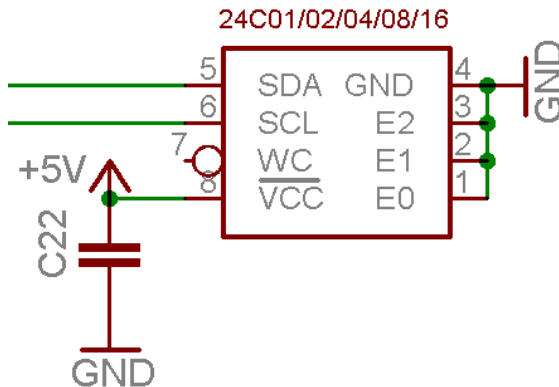 24C01/02/04/08/16
5 SDA GND 4
6 SCL E2 3
7 WC E1 2
8 VCC E0 1
GND
+5V
C22
GND